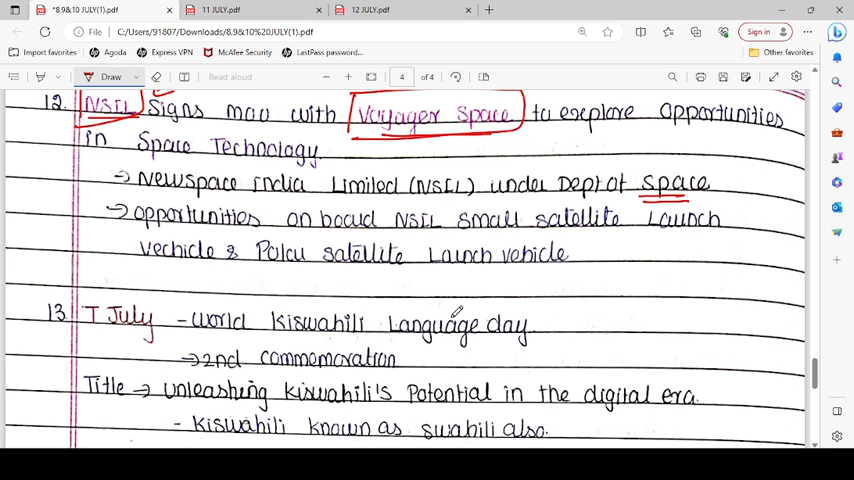 *8,9&10 JULY(1).pdf
11 JULY.pdf
12 JULY.pdf
File C:/Users/91807/Downloads/8,9&10%20JULY(1).pdf
Sign in
Import favorites
Agoda
Express VPN
McAfee Security
LastPass password...
Other favorites
Draw
Read aloud
4 of 4
12. NSIL Signs mou with Voyager Space to explore opportunities
in Space Technology.
→ Newspace India Limited (NSIL) under Dept of space
→ opportunities on board NSIL small satellite Launch
vechicle & Polau satellite Launch vehicle
13. 7 July - world Kiswahili Language day.
→ 2nd commemoration
Title → unleashing Kiswahili's Potential in the digital era.
- Kiswahili known as swahili also.